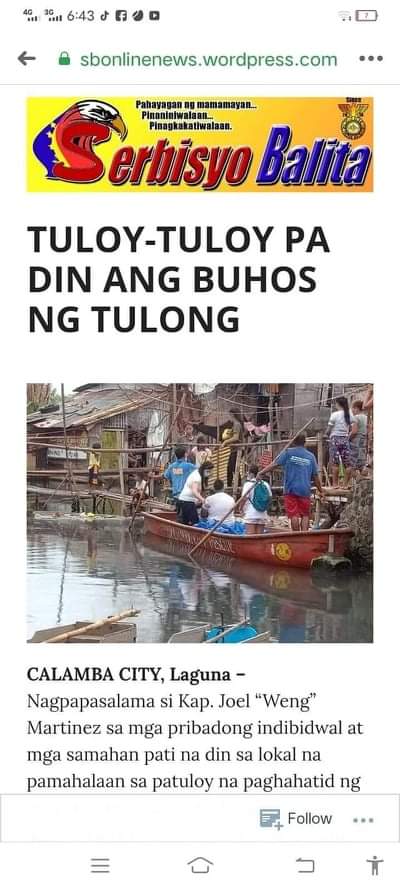 4G 3G 6:43
7
sbonlinenews.wordpress.com
Pahayagan ng mamamayan...
Pinaniniwalaan...
Pinagkakatiwalaan.
Since
Serbisyo Balita
TULOY-TULOY PA
DIN ANG BUHOS
NG TULONG
CALAMBA CITY, Laguna –
Nagpapasalama si Kap. Joel “Weng”
Martinez sa mga pribadong indibidwal at
mga samahan pati na din sa lokal na
pamahalaan sa patuloy na paghahatid ng
Follow